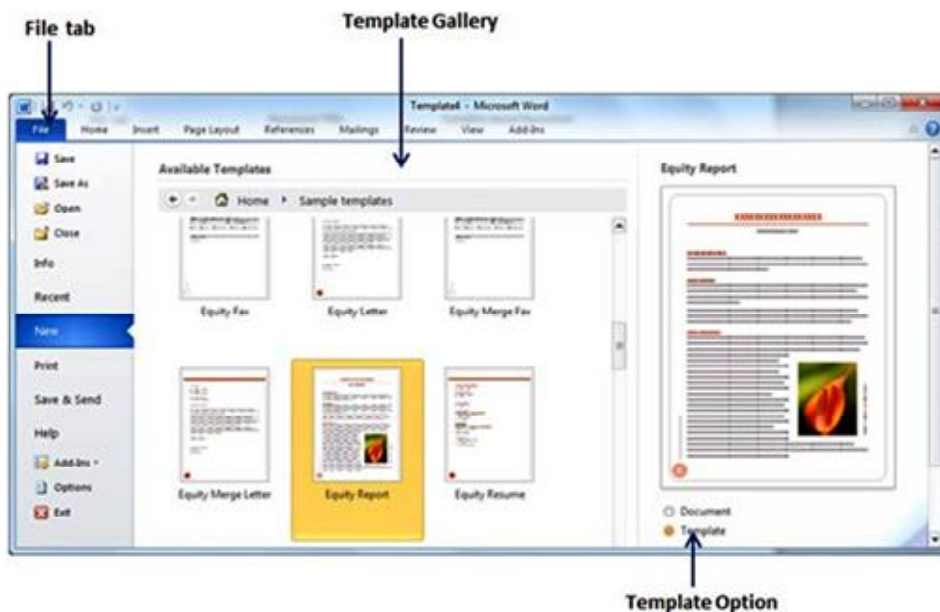 File tab
Template Gallery
Template4 - Microsoft Word
File Home Insert Page Layout References Mailings Review View Add-Ins
Save
Save As
Open
Close
Info
Recent
New
Print
Save & Send
Help
Add-Ins
Options
Exit
Available Templates
Home Sample templates
Equity Fax Equity Letter Equity Merge Fax
Equity Merge Letter Equity Report Equity Resume
Equity Report
Document
Template
Template Option